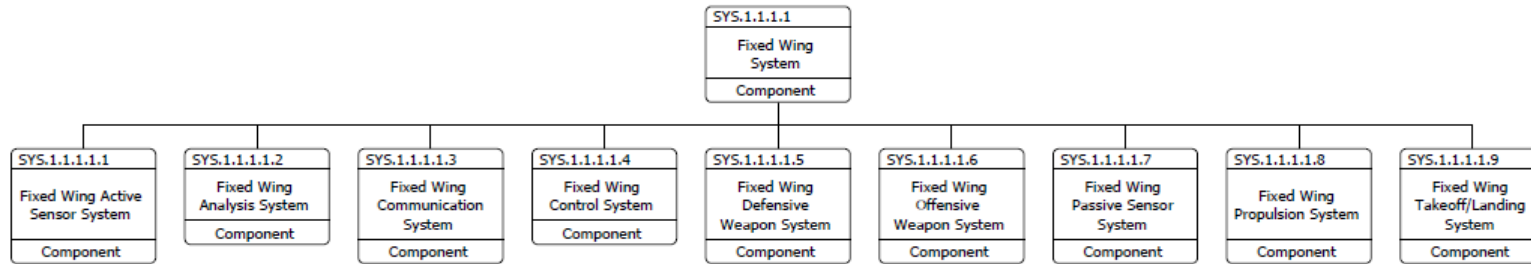 SYS.1.1.1.1
Fixed Wing
System
Component
SYS.1.1.1.1.1
Fixed Wing Active
Sensor System
Component
SYS.1.1.1.1.2
Fixed Wing
Analysis System
Component
SYS.1.1.1.1.3
Fixed Wing
Communication
System
Component
SYS.1.1.1.1.4
Fixed Wing
Control System
Component
SYS.1.1.1.1.5
Fixed Wing
Defensive
Weapon System
Component
SYS.1.1.1.1.6
Fixed Wing
Offensive
Weapon System
Component
SYS.1.1.1.1.7
Fixed Wing
Passive Sensor
System
Component
SYS.1.1.1.1.8
Fixed Wing
Propulsion System
Component
SYS.1.1.1.1.9
Fixed Wing
Takeoff/Landing
System
Component